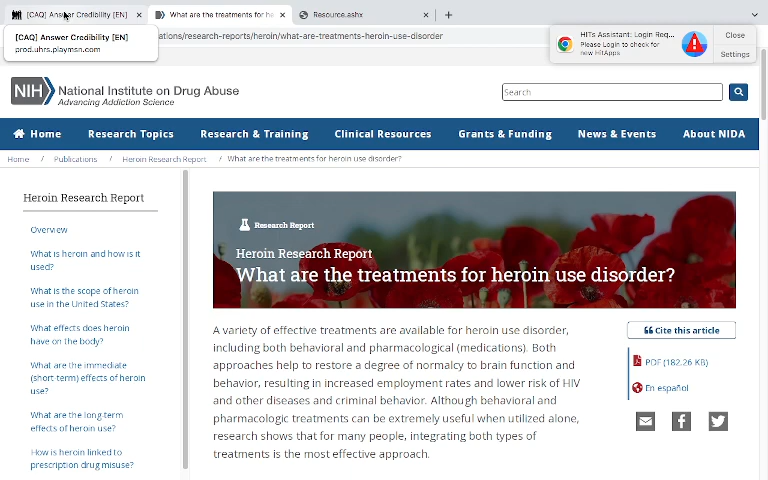 [CAQ] Answer Credibility [EN]
What are the treatments for he
Resource.ashx
[CAQ] Answer Credibility [EN]
prod.uhrs.playmsn.com
ations/research-reports/heroin/what-are-treatments-heroin-use-disorder
HITs Assistant: Login Req...
Please Login to check for
new HitApps
Close
Settings
NIH
National Institute on Drug Abuse
Advancing Addiction Science
Search
Home
Research Topics
Research & Training
Clinical Resources
Grants & Funding
News & Events
About NIDA
Home / Publications / Heroin Research Report / What are the treatments for heroin use disorder?
Heroin Research Report
Overview
What is heroin and how is it
used?
What is the scope of heroin
use in the United States?
What effects does heroin
have on the body?
What are the immediate
(short-term) effects of heroin
use?
What are the long-term
effects of heroin use?
How is heroin linked to
prescription drug misuse?
Research Report
Heroin Research Report
What are the treatments for heroin use disorder?
A variety of effective treatments are available for heroin use disorder,
including both behavioral and pharmacological (medications). Both
approaches help to restore a degree of normalcy to brain function and
behavior, resulting in increased employment rates and lower risk of HIV
and other diseases and criminal behavior. Although behavioral and
pharmacologic treatments can be extremely useful when utilized alone,
research shows that for many people, integrating both types of
treatments is the most effective approach.
Cite this article
PDF (182.26 KB)
En español